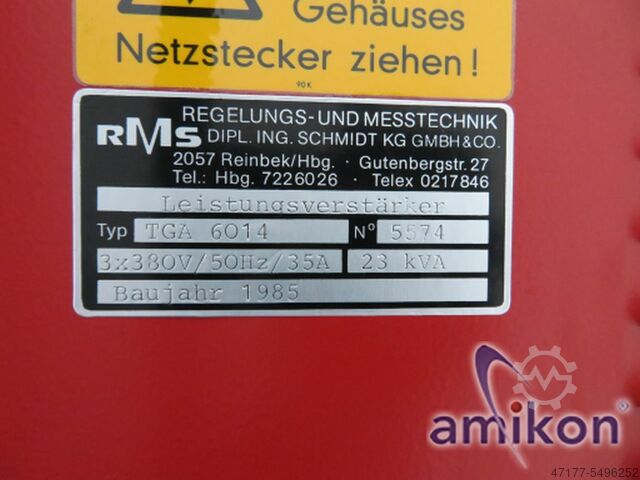 Gehäuses
Netzstecker ziehen!
90K
RMS
REGELUNGS-UND MESSTECHNIK
DIPL. ING. SCHMIDT KG GMBH & CO.
2057 Reinbek/Hbg. · Gutenbergstr. 27
Tel.: Hbg. 7226026 · Telex 0217846
Leistungsverstärker
Typ TGA 6014 Nº 5574
3x380V/50Hz/35A 23 kVA
Baujahr 1985
amikon®
47177-5496252